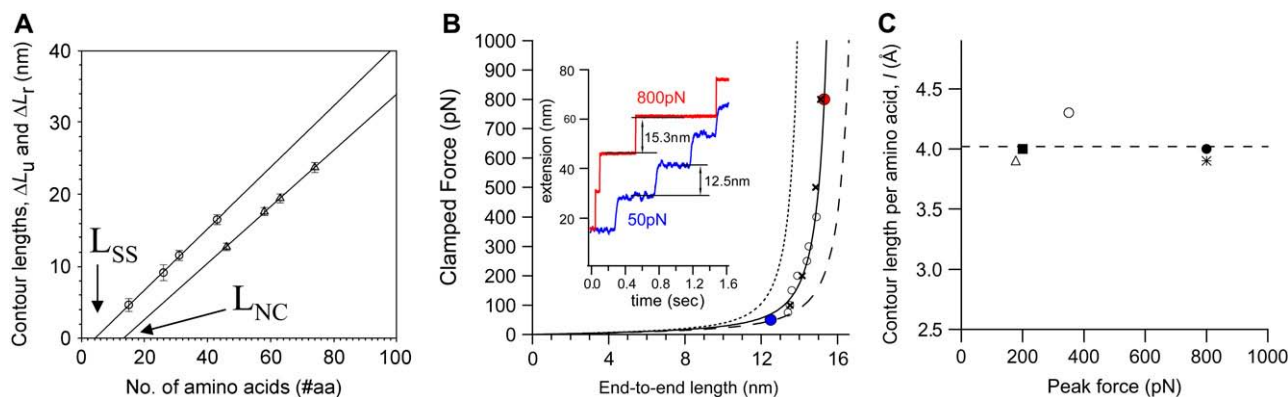 A
Contour lengths, ΔLu and ΔLr (nm)
40
30
20
10
0
LSS
LNC
0 20 40 60 80 100
No. of amino acids (#aa)
B
Clamped Force (pN)
1000
900
800
700
600
500
400
300
200
100
0
extension (nm)
80
60
40
20
800pN
15.3nm
12.5nm
50pN
0.0 0.4 0.8 1.2 1.6
time (sec)
0 4 8 12 16
End-to-end length (nm)
C
Contour length per amino acid, l (Å)
4.5
4.0
3.5
3.0
2.5
0 200 400 600 800 1000
Peak force (pN)